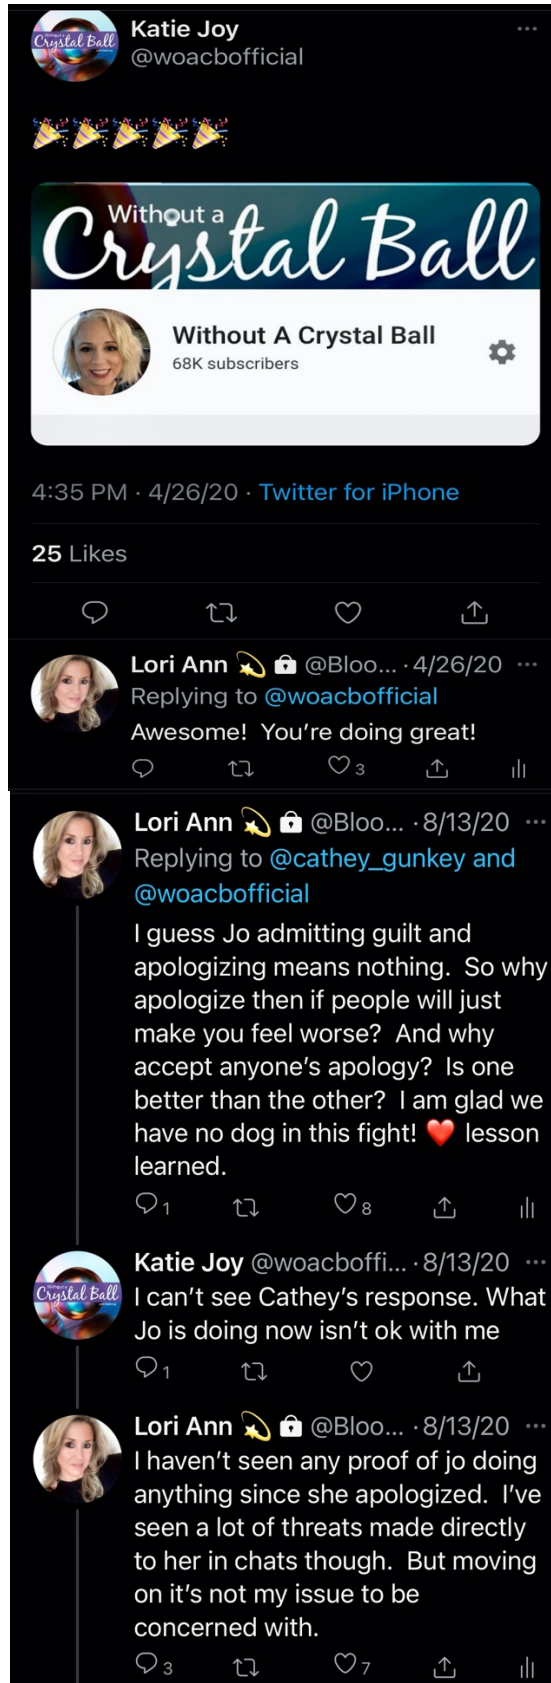 Crystal Ball
Katie Joy
@woacbofficial
🎉🎉🎉🎉🎉
Without a
Crystal Ball
Without A Crystal Ball
68K subscribers
4:35 PM · 4/26/20 · Twitter for iPhone
25 Likes
Lori Ann 💫 🔒 @Bloo... · 4/26/20
Replying to @woacbofficial
Awesome!  You’re doing great!
3
Lori Ann 💫 🔒 @Bloo... · 8/13/20
Replying to @cathey_gunkey and
@woacbofficial
I guess Jo admitting guilt and
apologizing means nothing.  So why
apologize then if people will just
make you feel worse?  And why
accept anyone’s apology?  Is one
better than the other?  I am glad we
have no dog in this fight! ❤️ lesson
learned.
1 8
Crystal Ball
Katie Joy @woacboffi... · 8/13/20
I can’t see Cathey’s response. What
Jo is doing now isn’t ok with me
1
Lori Ann 💫 🔒 @Bloo... · 8/13/20
I haven’t seen any proof of jo doing
anything since she apologized.  I’ve
seen a lot of threats made directly
to her in chats though.  But moving
on it’s not my issue to be
concerned with.
3 7